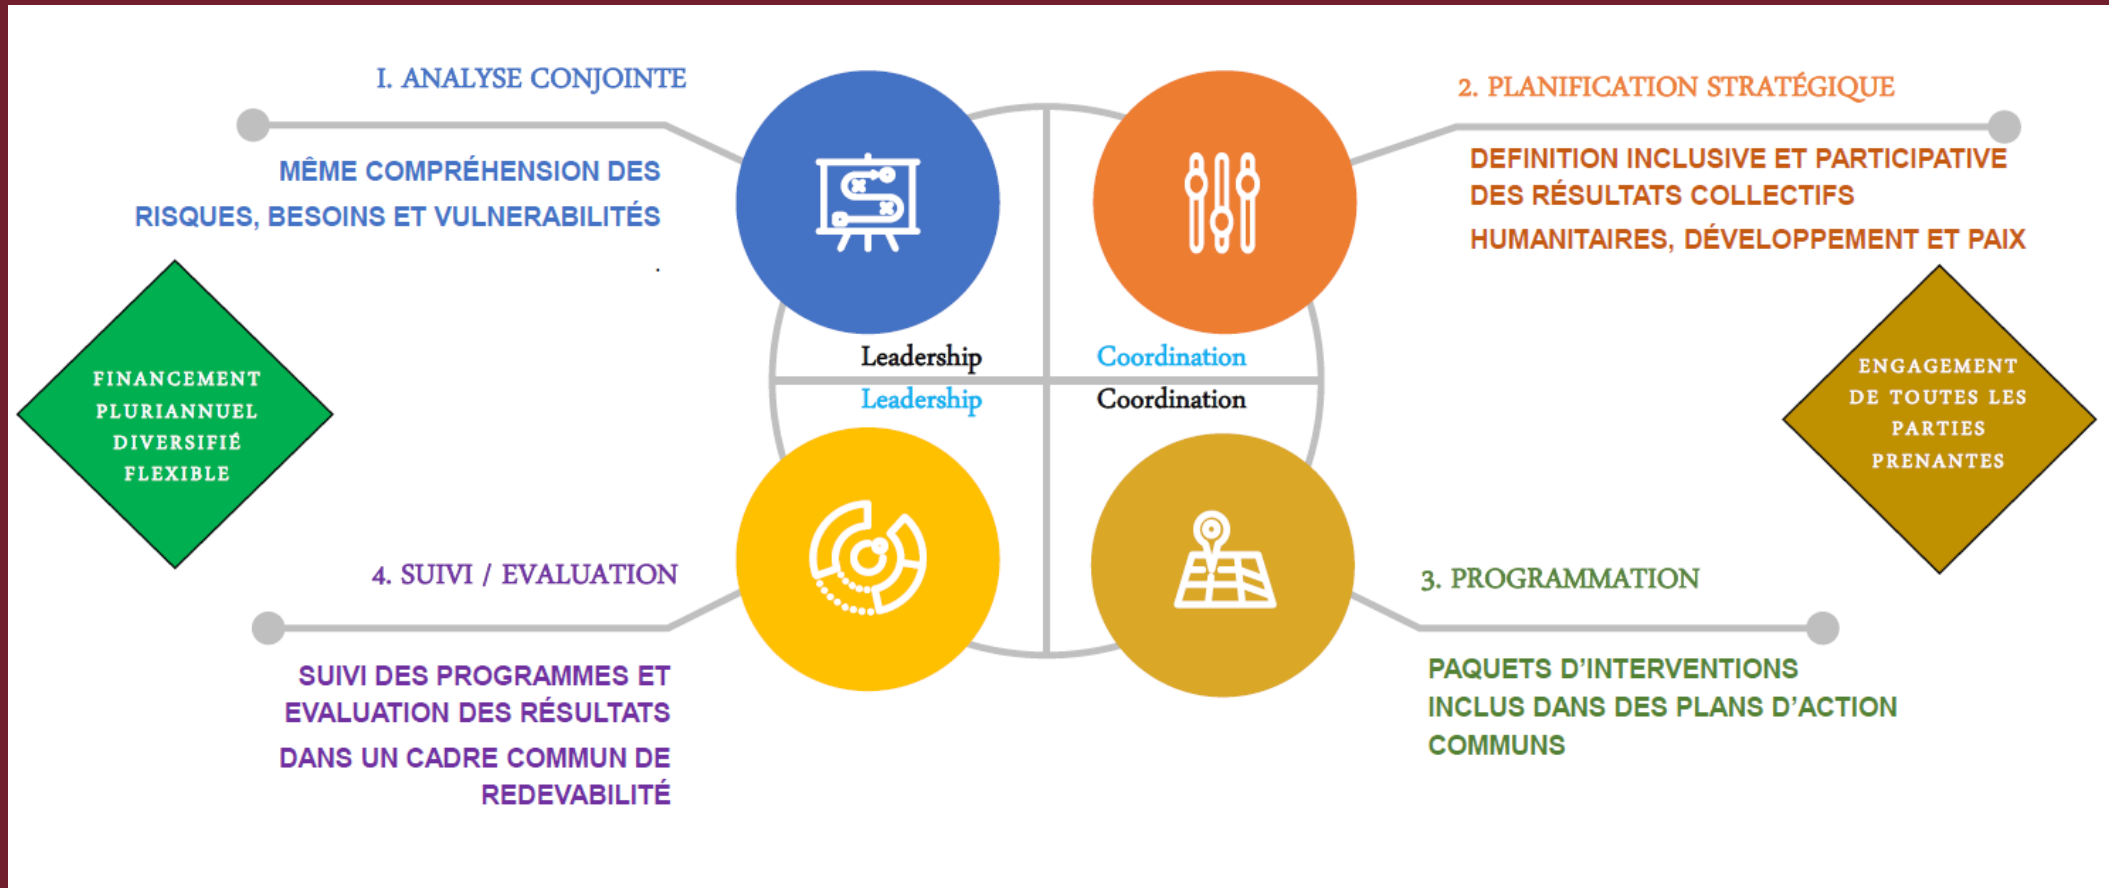 I. ANALYSE CONJOINTE
MÊME COMPRÉHENSION DES
RISQUES, BESOINS ET VULNERABILITÉS
.
2. PLANIFICATION STRATÉGIQUE
DEFINITION INCLUSIVE ET PARTICIPATIVE
DES RÉSULTATS COLLECTIFS
HUMANITAIRES, DÉVELOPPEMENT ET PAIX
FINANCEMENT
PLURIANNUEL
DIVERSIFIÉ
FLEXIBLE
Leadership
Coordination
Leadership
Coordination
ENGAGEMENT
DE TOUTES LES
PARTIES
PRENANTES
4. SUIVI / EVALUATION
SUIVI DES PROGRAMMES ET
EVALUATION DES RÉSULTATS
DANS UN CADRE COMMUN DE
REDEVABILITÉ
3. PROGRAMMATION
PAQUETS D’INTERVENTIONS
INCLUS DANS DES PLANS D’ACTION
COMMUNS